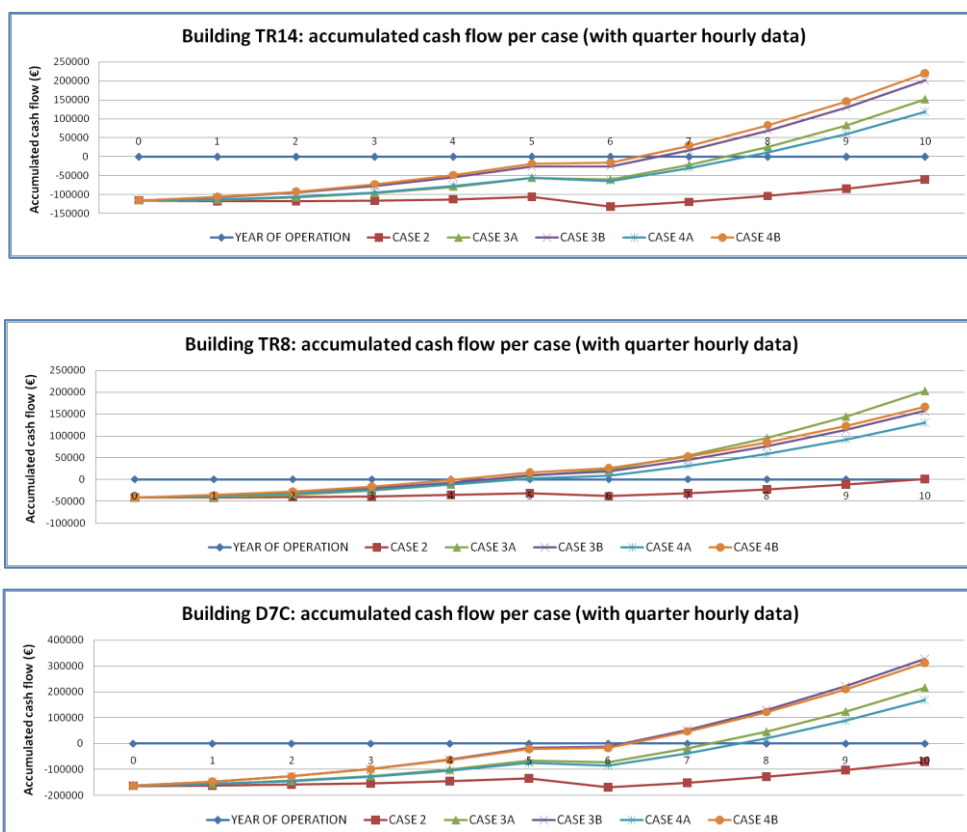 Building TR14: accumulated cash flow per case (with quarter hourly data)
Accumulated cash flow (€)
250000
200000
150000
100000
50000
0
-50000
-100000
-150000
0 1 2 3 4 5 6 7 8 9 10
YEAR OF OPERATION CASE 2 CASE 3A CASE 3B CASE 4A CASE 4B
Building TR8: accumulated cash flow per case (with quarter hourly data)
Accumulated cash flow (€)
250000
200000
150000
100000
50000
0
-50000
-100000
0 1 2 3 4 5 6 7 8 9 10
YEAR OF OPERATION CASE 2 CASE 3A CASE 3B CASE 4A CASE 4B
Building D7C: accumulated cash flow per case (with quarter hourly data)
Accumulated cash flow (€)
400000
300000
200000
100000
0
-100000
-200000
0 1 2 3 4 5 6 7 8 9 10
YEAR OF OPERATION CASE 2 CASE 3A CASE 3B CASE 4A CASE 4B